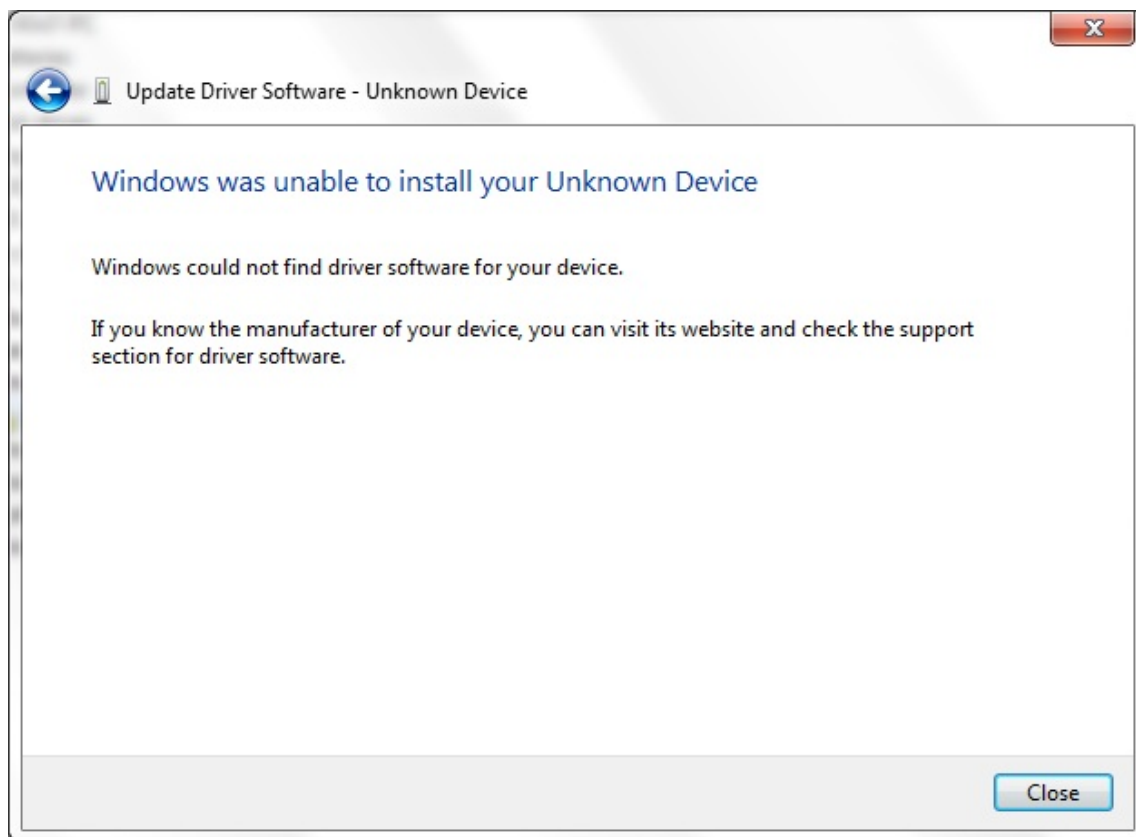 Update Driver Software - Unknown Device
Windows was unable to install your Unknown Device
Windows could not find driver software for your device.
If you know the manufacturer of your device, you can visit its website and check the support
section for driver software.
Close